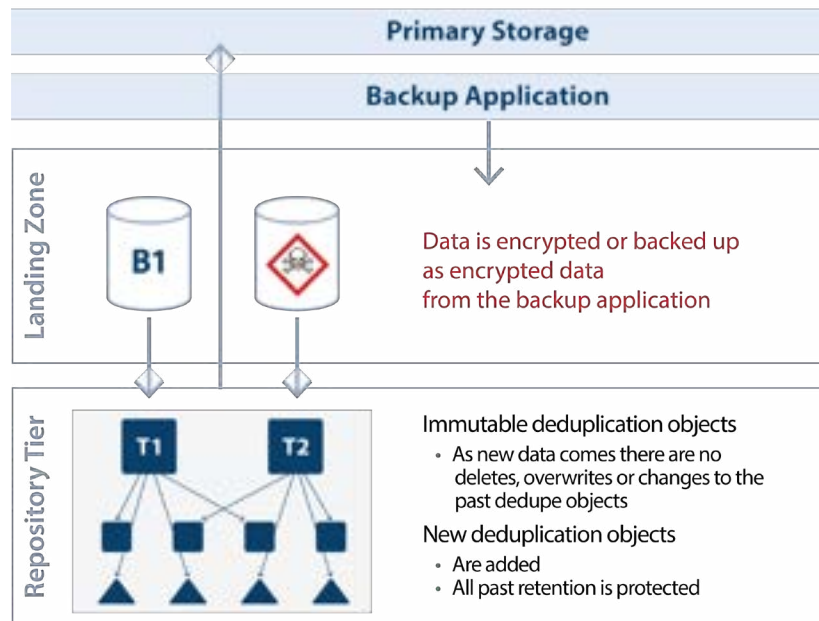 Primary Storage
Backup Application
Landing Zone
B1
Data is encrypted or backed up
as encrypted data
from the backup application
Repository Tier
T1
T2
Immutable deduplication objects
• As new data comes there are no
deletes, overwrites or changes to the
past dedupe objects
New deduplication objects
• Are added
• All past retention is protected